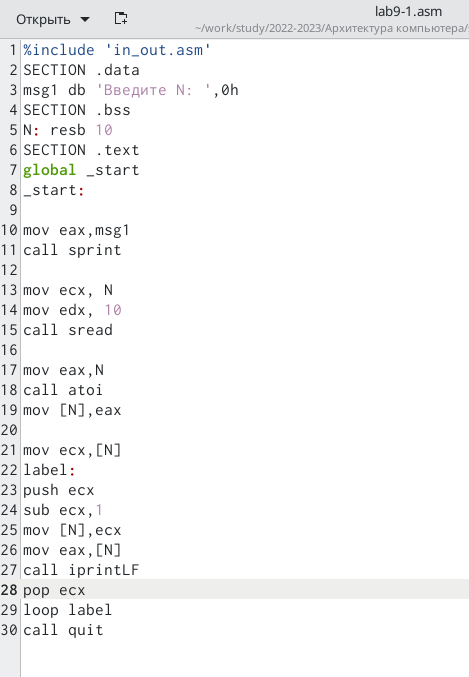 Открыть
lab9-1.asm
~/work/study/2022-2023/Архитектура компьютера/
1 %include 'in_out.asm'
2 SECTION .data
3 msg1 db 'Введите N: ',0h
4 SECTION .bss
5 N: resb 10
6 SECTION .text
7 global _start
8 _start:
9
10 mov eax,msg1
11 call sprint
12
13 mov ecx, N
14 mov edx, 10
15 call sread
16
17 mov eax,N
18 call atoi
19 mov [N],eax
20
21 mov ecx,[N]
22 label:
23 push ecx
24 sub ecx,1
25 mov [N],ecx
26 mov eax,[N]
27 call iprintLF
28 pop ecx
29 loop label
30 call quit